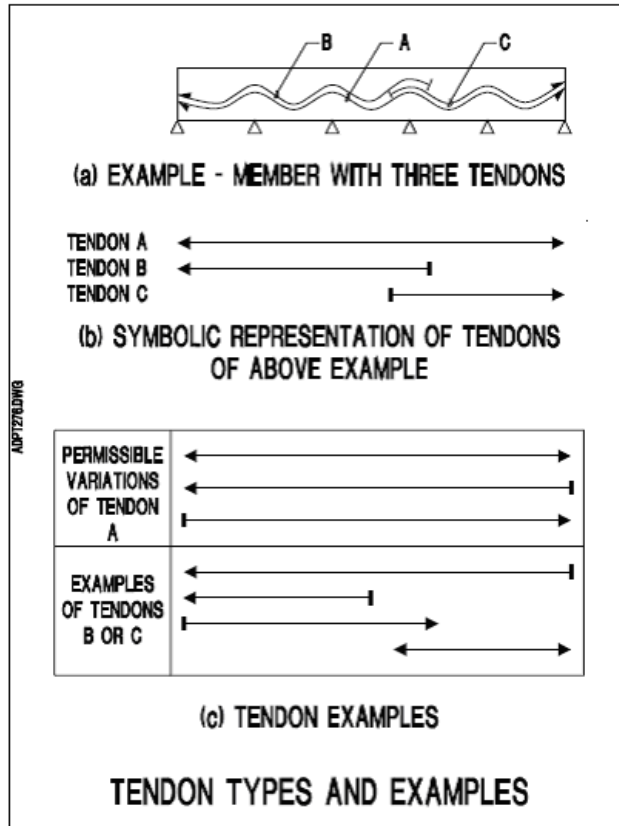 B A C
(a) EXAMPLE - MEMBER WITH THREE TENDONS
TENDON A
TENDON B
TENDON C
(b) SYMBOLIC REPRESENTATION OF TENDONS
OF ABOVE EXAMPLE
ADPT276.DWG
PERMISSIBLE
VARIATIONS
OF TENDON
A
EXAMPLES
OF TENDONS
B OR C
(c) TENDON EXAMPLES
TENDON TYPES AND EXAMPLES